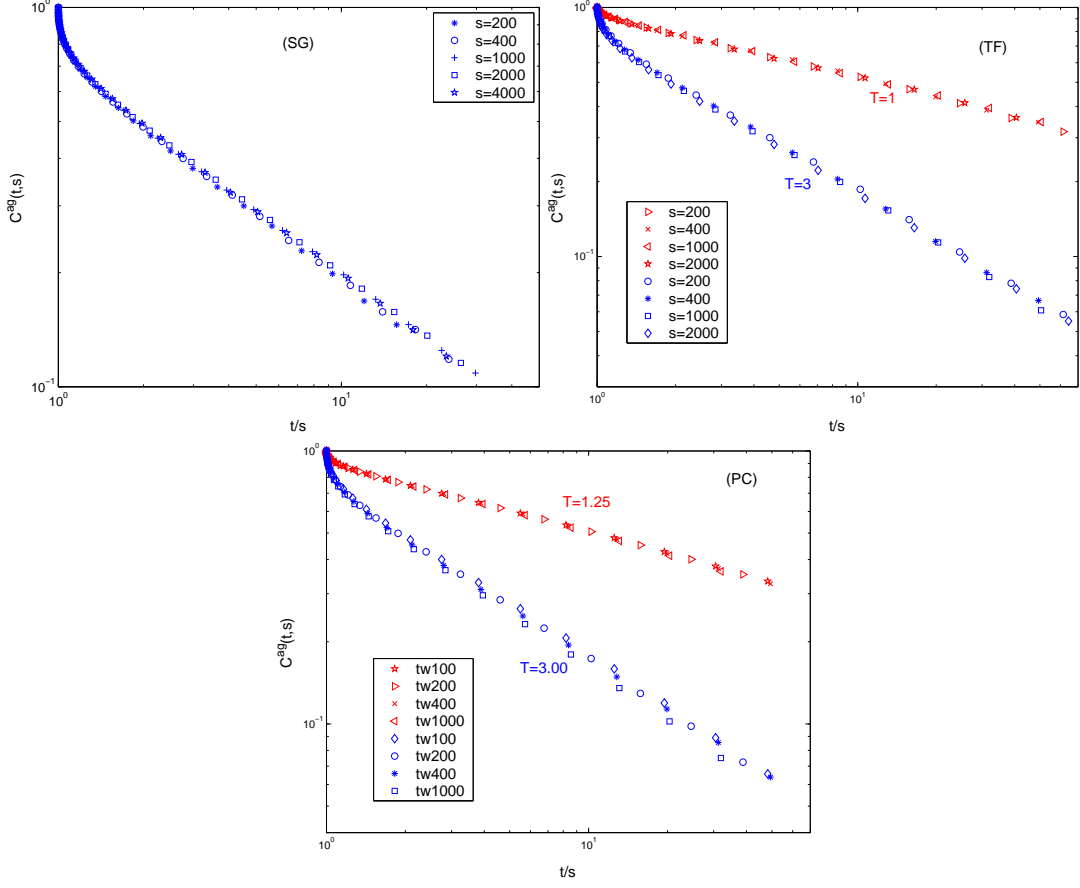 10^0
(SG)
s=200
s=400
s=1000
s=2000
s=4000
C^ag(t,s)
10^-1
10^0
10^1
t/s
10^0
(TF)
T=1
T=3
s=200
s=400
s=1000
s=2000
s=200
s=400
s=1000
s=2000
C^ag(t,s)
10^-1
10^0
10^1
t/s
10^0
(PC)
T=1.25
T=3.00
tw100
tw200
tw400
tw1000
tw100
tw200
tw400
tw1000
C^ag(t,s)
10^-1
10^0
10^1
t/s